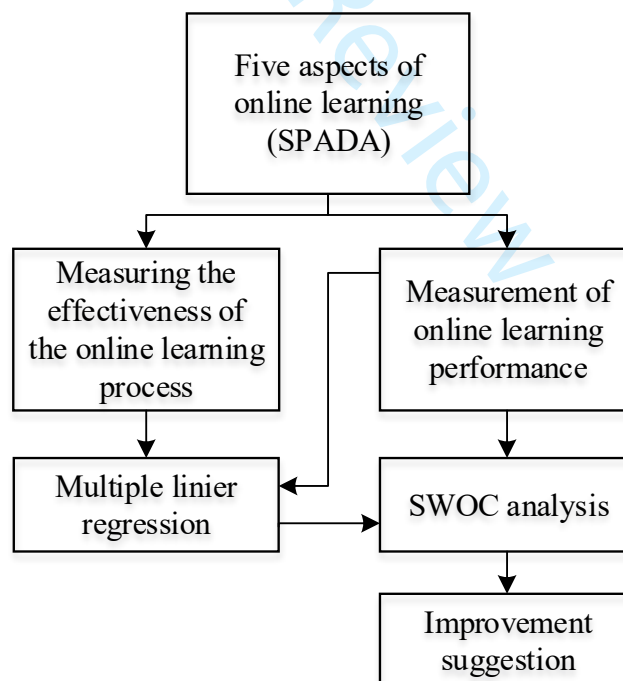 Five aspects of
online learning
(SPADA)
Measuring the
effectiveness of
the online learning
process
Measurement of
online learning
performance
Multiple linier
regression
SWOC analysis
Improvement
suggestion
Review